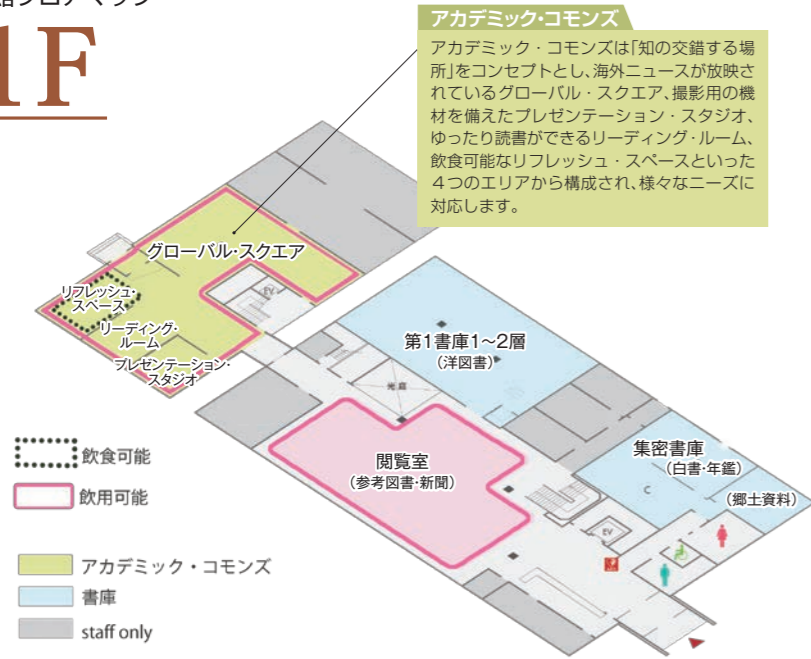 1F
アカデミック・コモンズ
アカデミック・コモンズは「知の交錯する場
所」をコンセプトとし、海外ニュースが放映さ
れているグローバル・スクエア、撮影用の機
材を備えたプレゼンテーション・スタジオ、
ゆったり読書ができるリーディング・ルーム、
飲食可能なリフレッシュ・スペースといった
4つのエリアから構成され、様々なニーズに
対応します。
グローバル・スクエア
EV
リフレッシュ・
スペース
リーディング・
ルーム
プレゼンテーション・
スタジオ
第1書庫1〜2層
(洋図書)
光庭
閲覧室
(参考図書・新聞)
集密書庫
(白書・年鑑)
(郷土資料)
C
EV
飲食可能
飲用可能
アカデミック・コモンズ
書庫
staff only